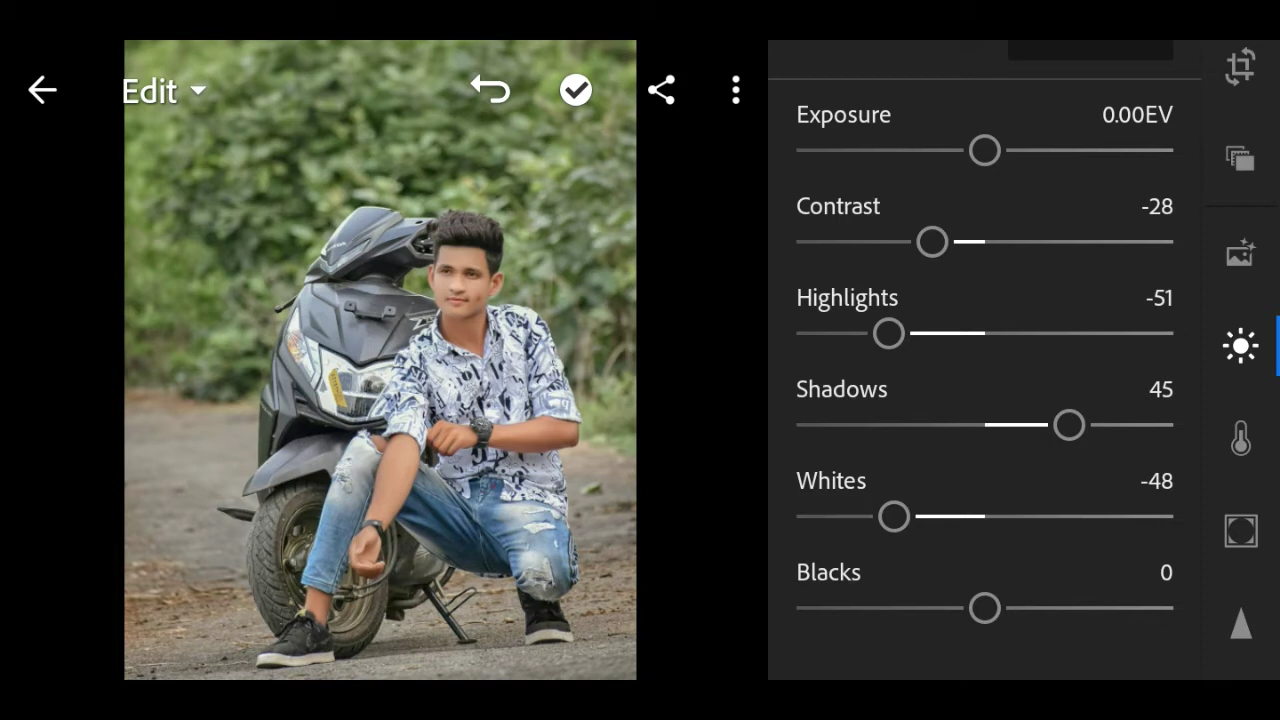 Edit
Exposure 0.00EV
Contrast -28
Highlights -51
Shadows 45
Whites -48
Blacks 0